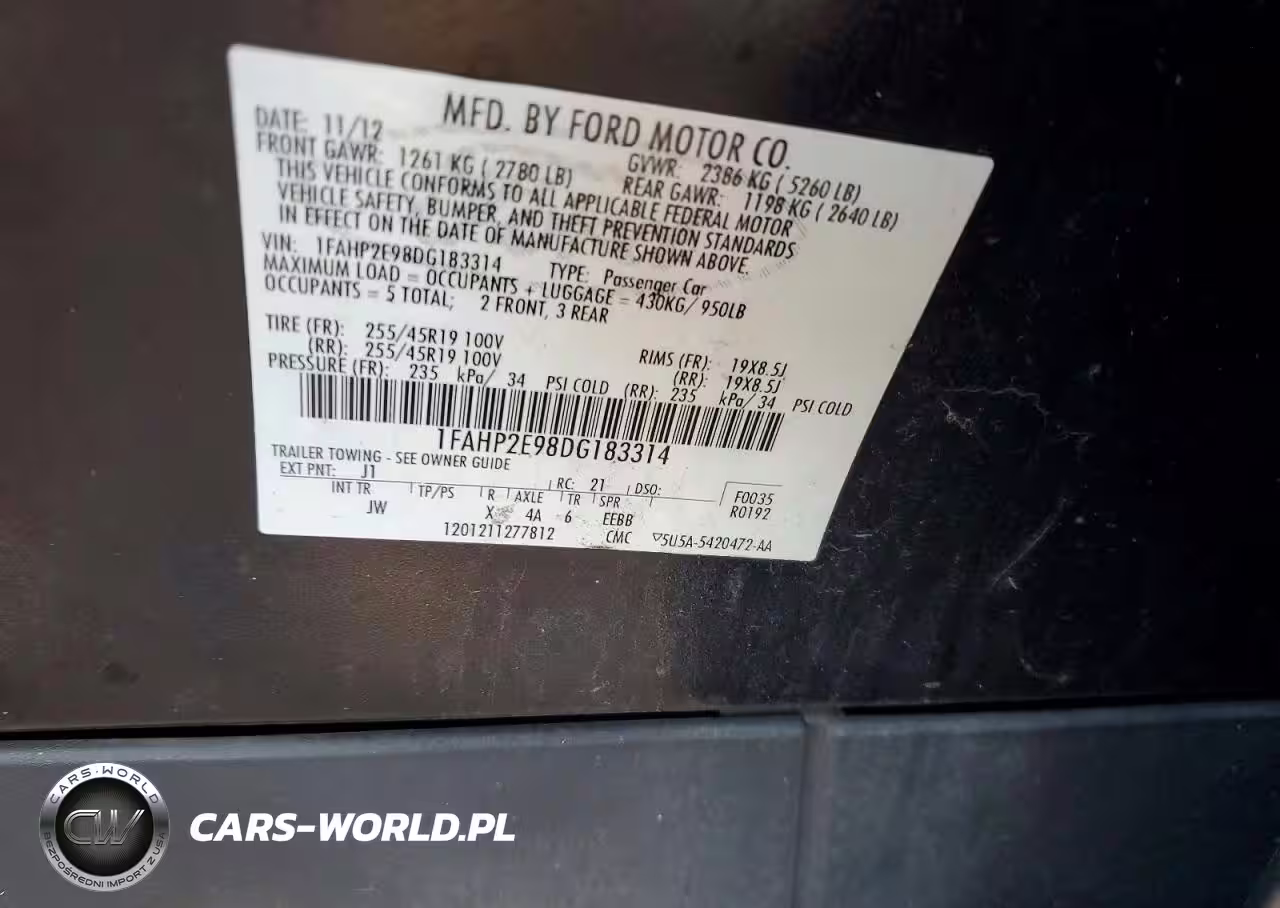 MFD. BY FORD MOTOR CO.
DATE: 11/12 GVWR: 2386 KG ( 5260 LB)
FRONT GAWR: 1261 KG ( 2780 LB) REAR GAWR: 1198 KG ( 2640 LB)
THIS VEHICLE CONFORMS TO ALL APPLICABLE FEDERAL MOTOR
VEHICLE SAFETY, BUMPER, AND THEFT PREVENTION STANDARDS
IN EFFECT ON THE DATE OF MANUFACTURE SHOWN ABOVE.
VIN: 1FAHP2E98DG183314 TYPE: Passenger Car
MAXIMUM LOAD = OCCUPANTS + LUGGAGE = 430KG/ 950LB
OCCUPANTS = 5 TOTAL; 2 FRONT, 3 REAR
TIRE (FR): 255/45R19 100V RIMS (FR): 19X8.5J
(RR): 255/45R19 100V (RR): 19X8.5J
PRESSURE (FR): 235 kPa/ 34 PSI COLD (RR): 235 kPa/ 34 PSI COLD
1FAHP2E98DG183314
TRAILER TOWING - SEE OWNER GUIDE
EXT PNT: J1 RC: 21 DSO: F0035
INT TR TP/PS R AXLE TR SPR R0192
JW X 4A 6 EEBB
1201211277812 CMC ▽5U5A-5420472-AA
CARS-WORLD
CW
BEZPOŚREDNI IMPORT Z USA
CARS-WORLD.PL